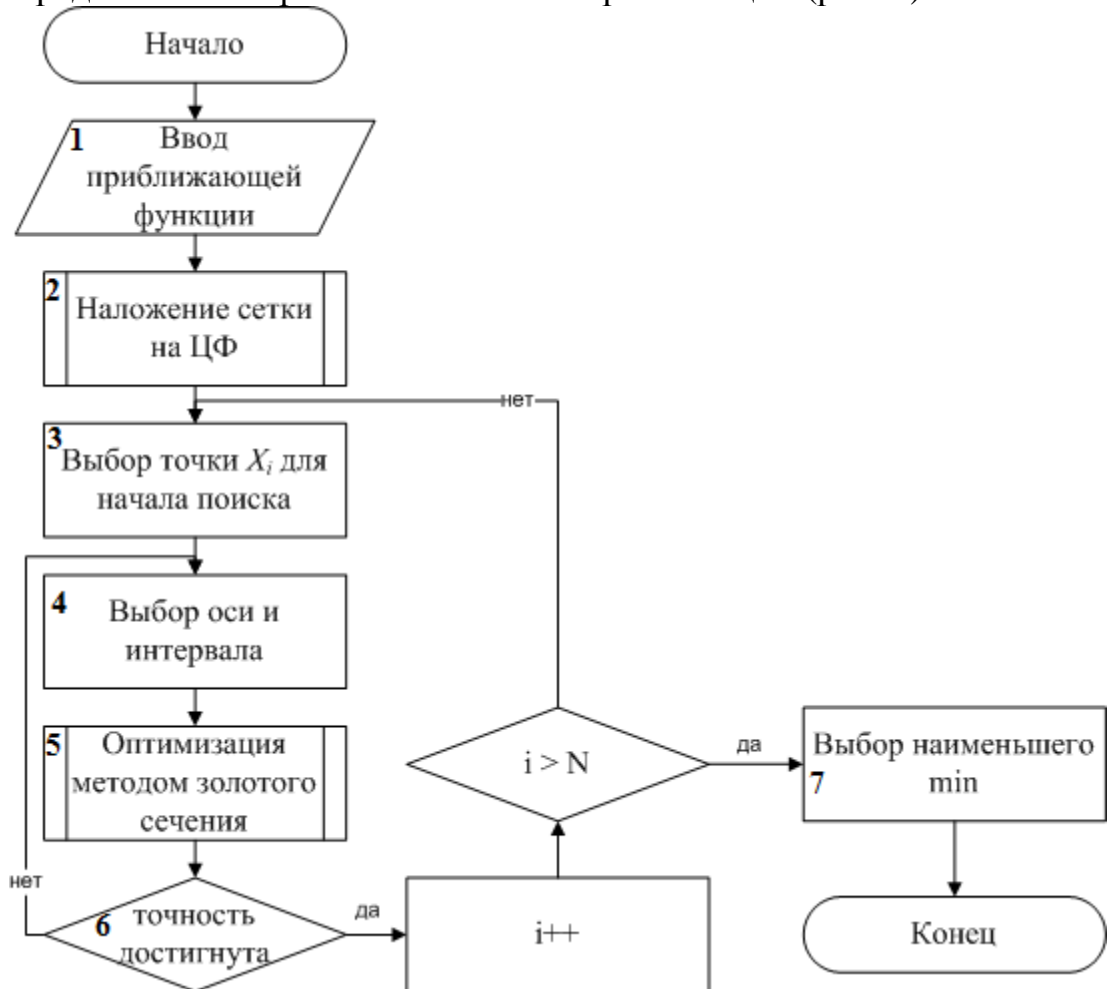 Начало
1 Ввод
приближающей
функции
2 Наложение сетки
на ЦФ
нет
3 Выбор точки Xi для
начала поиска
4 Выбор оси и
интервала
5 Оптимизация
методом золотого
сечения
нет
6 точность
достигнута
да
i++
i > N
да
Выбор наименьшего
7 min
Конец